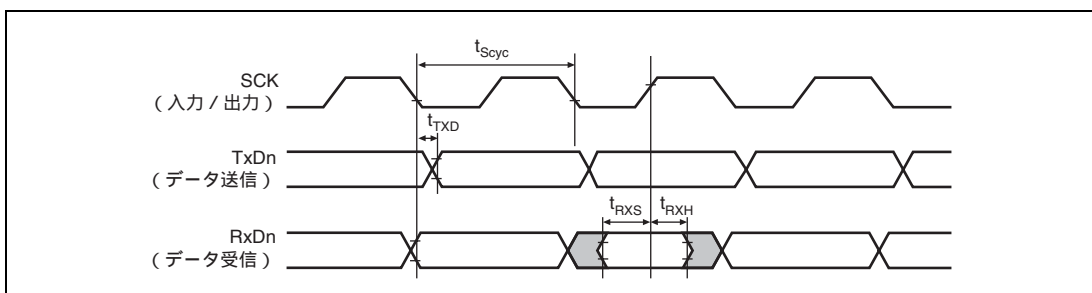 tScyc
SCK
(入力/出力)
tTXD
TxDn
(データ送信)
tRXS
tRXH
RxDn
(データ受信)